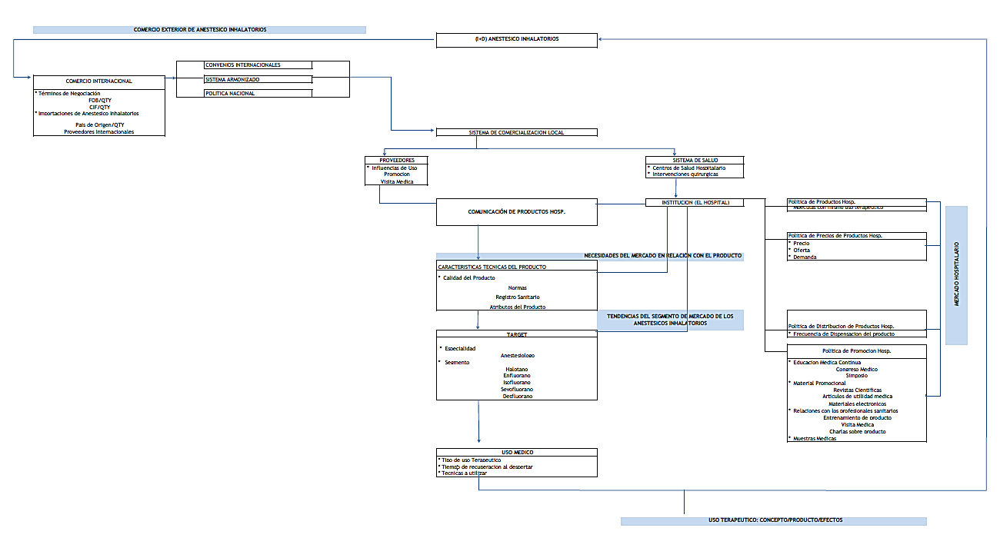 COMERCIO EXTERIOR DE ANESTESICO INHALATORIOS
(I+D) ANESTESICO INHALATORIOS
CONVENIOS INTERNACIONALES
SISTEMA ARMONIZADO
POLITICA NACIONAL
COMERCIO INTERNACIONAL
* Términos de Negociación
FOB/QTY
CIF/QTY
* Importaciones de Anestesico Inhalatorios
Pais de Origen/QTY
Proveedores Internacionales
SISTEMA DE COMERCIALIZACION LOCAL
PROVEEDORES
* Influencias de Uso
Promocion
Visita Medica
SISTEMA DE SALUD
* Centros de Salud Hospitalario
* Intervenciones quirurgicas
COMUNICACIÓN DE PRODUCTOS HOSP.
INSTITUCION (EL HOSPITAL)
Politica de Productos Hosp.
Moleculas con mismo uso terapeutico
Politica de Precios de Productos Hosp.
* Precio
* Oferta
* Demanda
MERCADO HOSPITALARIO
NECESIDADES DEL MERCADO EN RELACION CON EL PRODUCTO
CARACTERISTICAS TECNICAS DEL PRODUCTO
* Calidad del Producto
Normas
Registro Sanitario
Atributos del Producto
TENDENCIAS DEL SEGMENTO DE MERCADO DE LOS
ANESTESICOS INHALATORIOS
Politica de Distribucion de Productos Hosp.
* Frecuencia de Dispensacion del producto
TARGET
* Especialidad
Anestesiologo
* Segmento
Halotano
Enfluorano
Isofluorano
Sevofluorano
Desfluorano
Politica de Promocion Hosp.
* Educacion Medica Continua
Congreso Medico
Simposio
* Material Promocional
Revistas Cientificas
Articulos de utilidad medica
Materiales electronicos
* Relaciones con los profesionales sanitarios
Entrenamiento de producto
Visita Medica
Charlas sobre producto
* Muestras Medicas
USO MEDICO
* Tipo de uso Terapeutico
* Tiempo de recuperacion al despertar
* Tecnicas a utilizar
USO TERAPEUTICO: CONCEPTO/PRODUCTO/EFECTOS